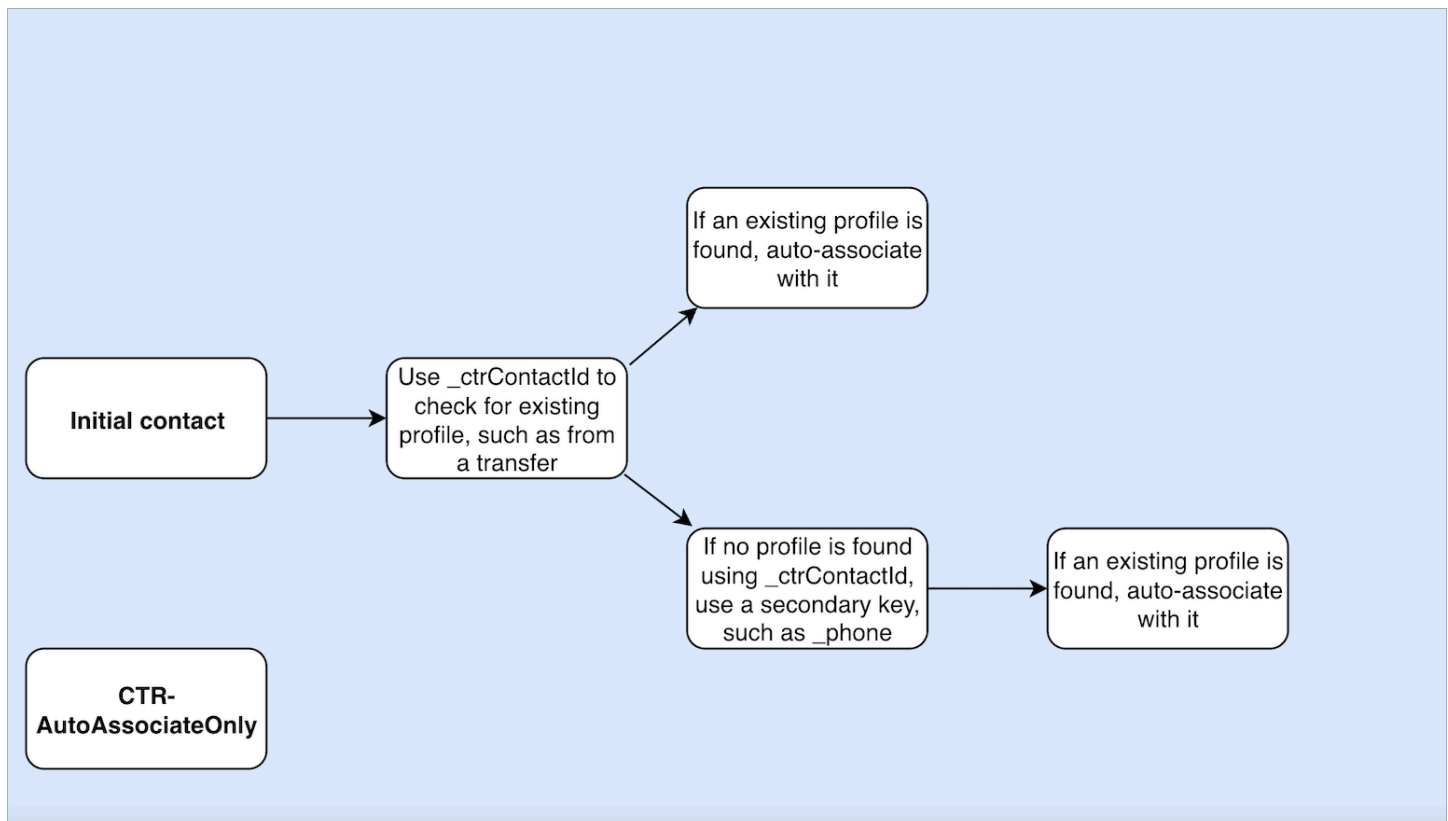 If an existing profile is
found, auto-associate
with it
Initial contact
Use _ctrContactId to
check for existing
profile, such as from
a transfer
If no profile is found
using _ctrContactId,
use a secondary key,
such as _phone
If an existing profile is
found, auto-associate
with it
CTR-
AutoAssociateOnly